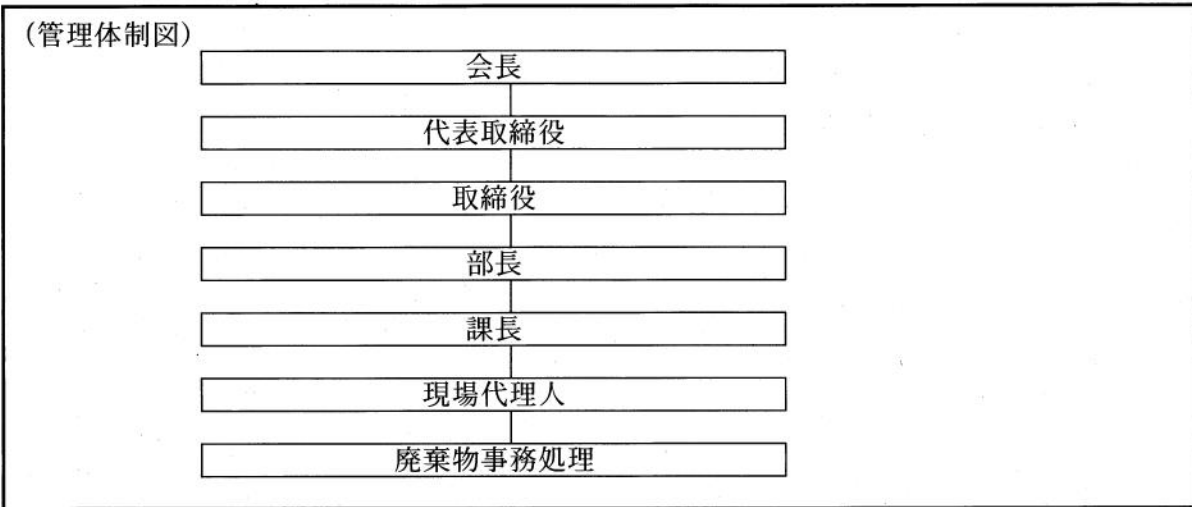 (管理体制図)
会長
代表取締役
取締役
部長
課長
現場代理人
廃棄物事務処理